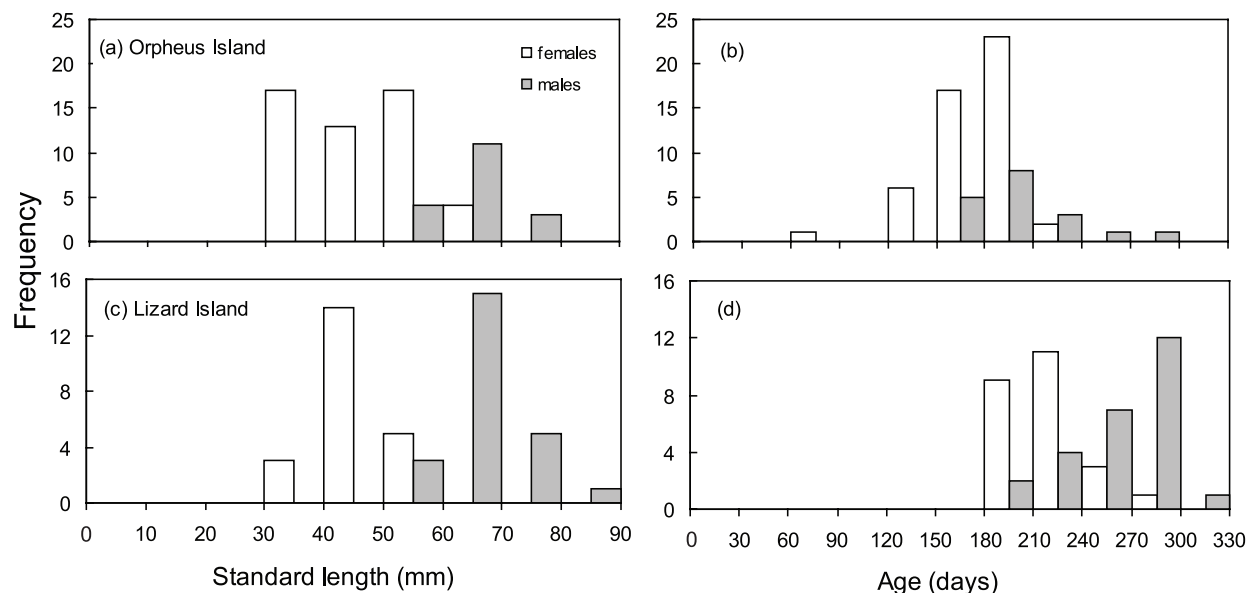 25
20
15
10
5
0
(a) Orpheus Island
females
males
25
20
15
10
5
0
(b)
Frequency
16
12
8
4
0
(c) Lizard Island
0 10 20 30 40 50 60 70 80 90
Standard length (mm)
16
12
8
4
0
(d)
0 30 60 90 120 150 180 210 240 270 300 330
Age (days)